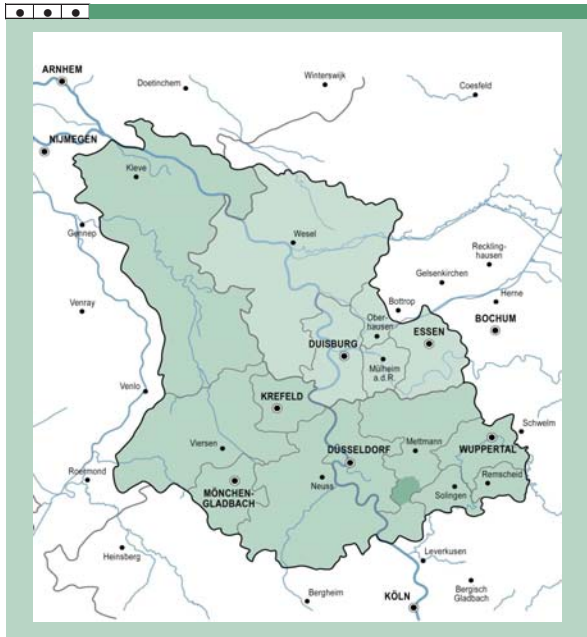 ARNHEM
Doetinchem
Winterswijk
Coesfeld
NIJMEGEN
Kleve
Gennep
Wesel
Reckling-
hausen
Gelsenkirchen
Herne
Venray
Bottrop
Ober-
hausen
ESSEN
BOCHUM
DUISBURG
Mülheim
a.d.R.
Venlo
KREFELD
Schwelm
Viersen
Mettmann
WUPPERTAL
DÜSSELDORF
Roermond
Neuss
Remscheid
MÖNCHEN-
GLADBACH
Solingen
Heinsberg
Leverkusen
Bergheim
Bergisch
Gladbach
KÖLN